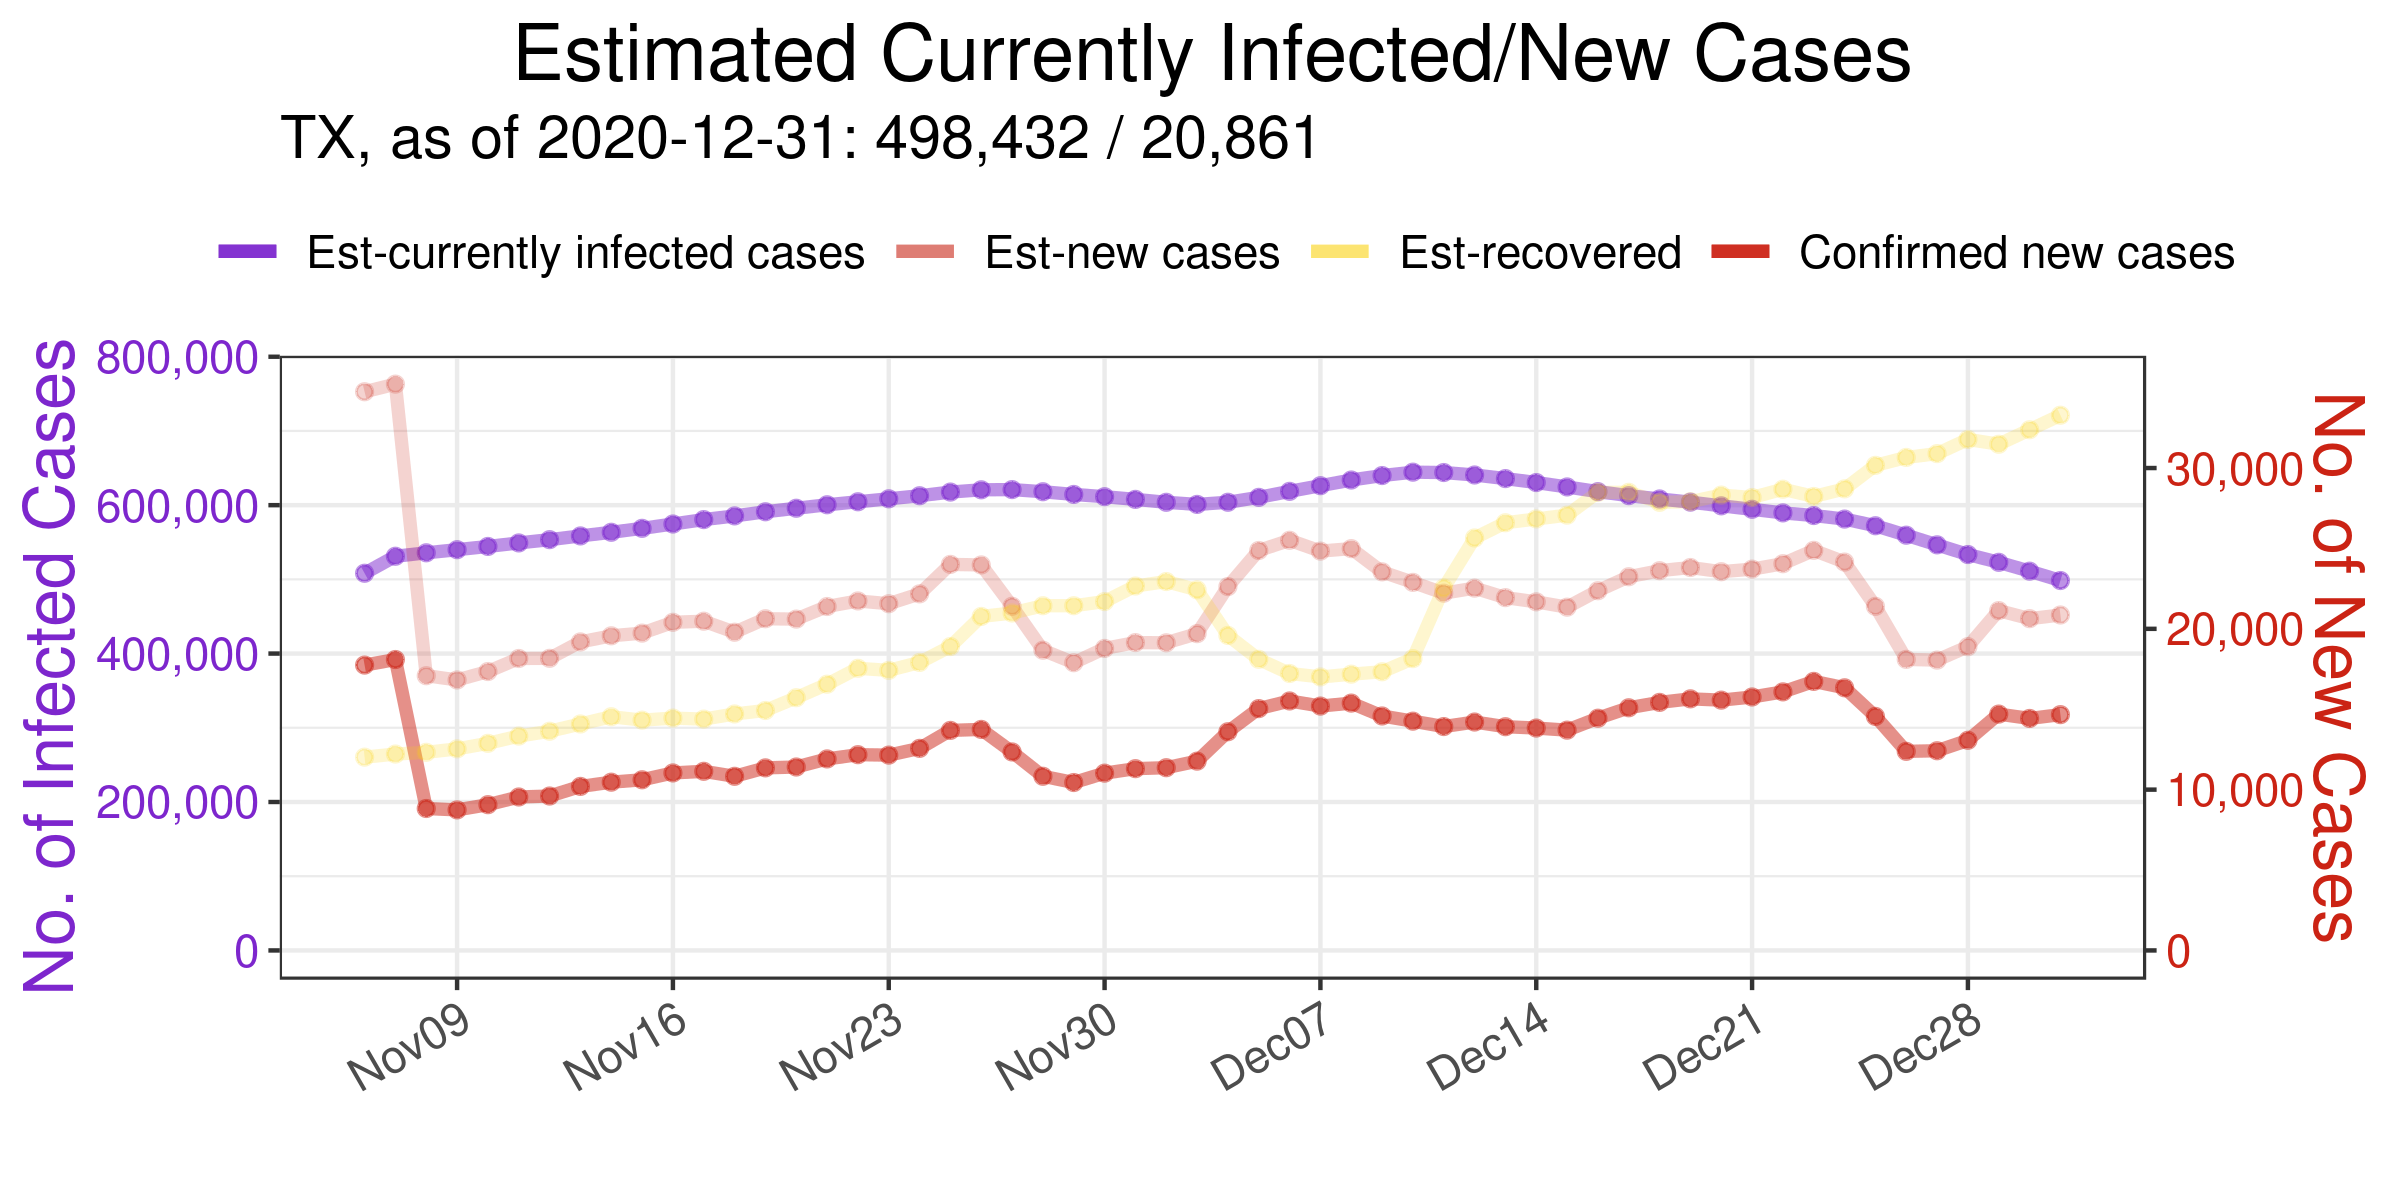 Estimated Currently Infected/New Cases
TX, as of 2020-12-31: 498,432 / 20,861
Est-currently infected cases Est-new cases Est-recovered Confirmed new cases
No. of Infected Cases
800,000
600,000
400,000
200,000
0
30,000
20,000
10,000
0
No. of New Cases
Nov09 Nov16 Nov23 Nov30 Dec07 Dec14 Dec21 Dec28